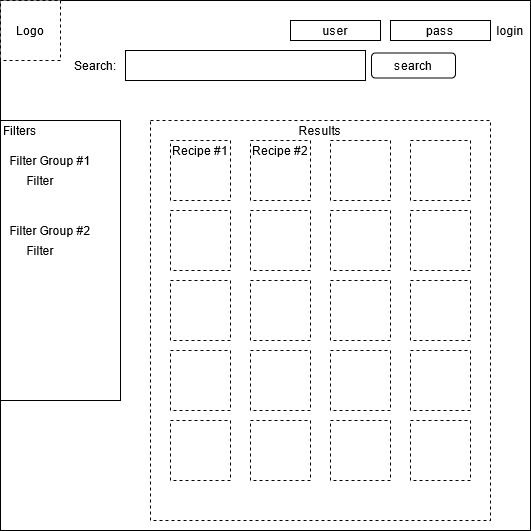 Logo
user
pass
login
Search:
search
Filters
Filter Group #1
Filter
Filter Group #2
Filter
Results
Recipe #1
Recipe #2